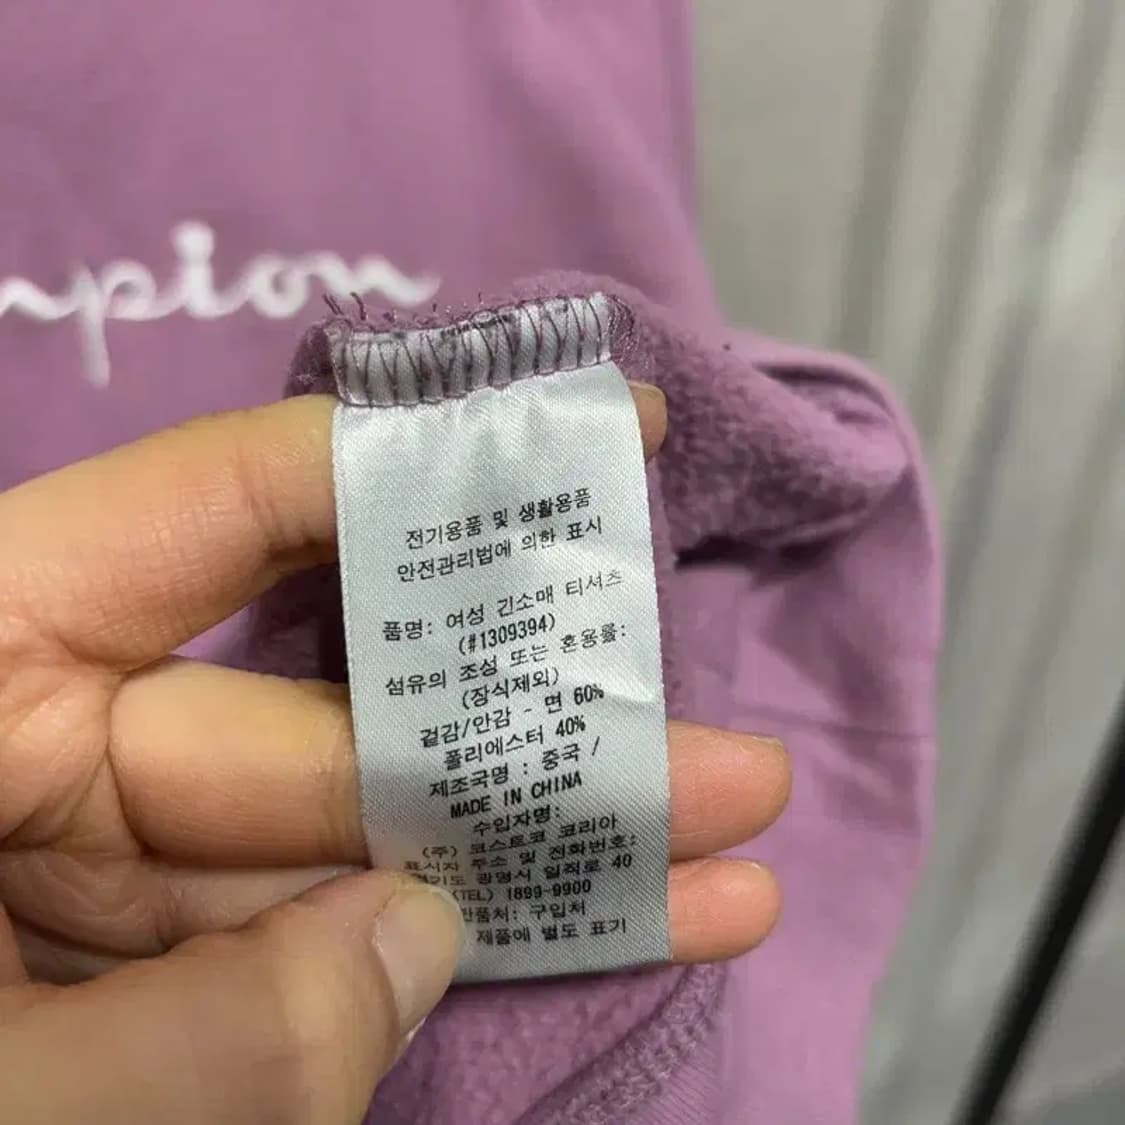 mpion
전기용품 및 생활용품
안전관리법에 의한 표시
품명: 여성 긴소매 티셔츠
(#1309394)
섬유의 조성 또는 혼용률:
(장식제외)
겉감/안감 - 면 60%
폴리에스터 40%
제조국명 : 중국 /
MADE IN CHINA
수입자명:
(주) 코스트코 코리아
표시자 주소 및 전화번호:
경기도 광명시 일직로 40
(TEL) 1899-9900
반품처: 구입처
제품에 별도 표기